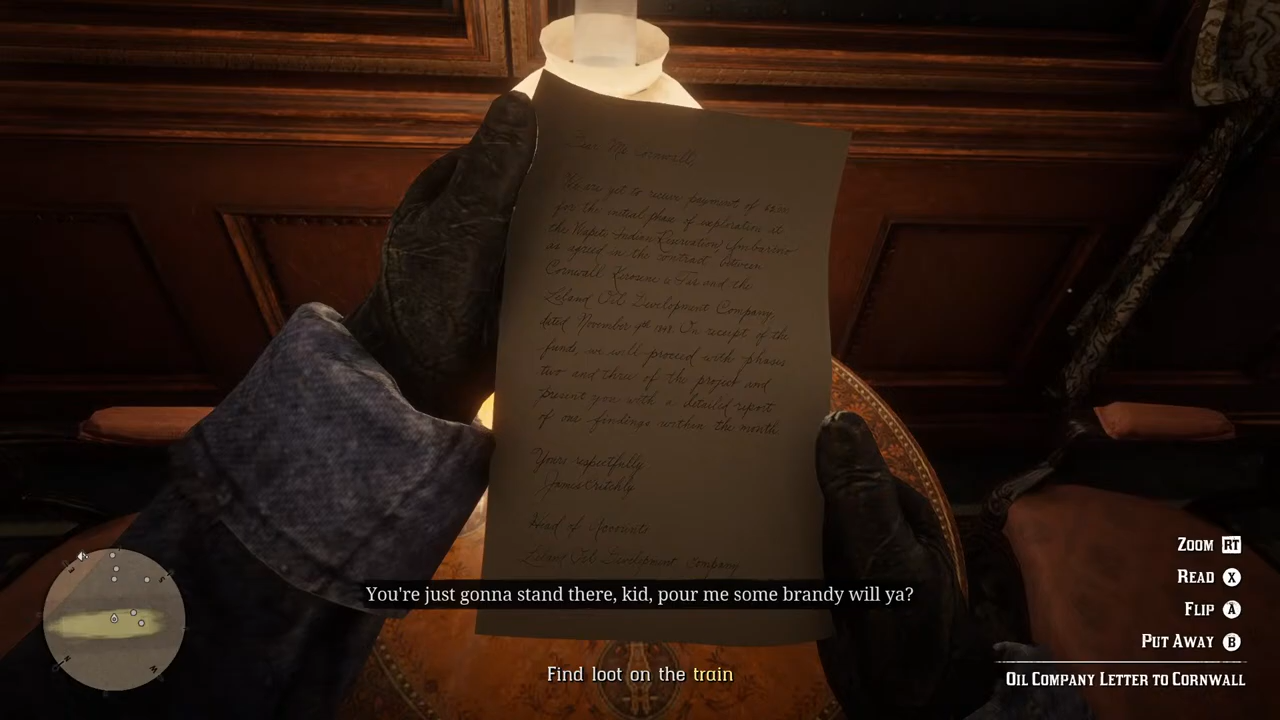 Dear Mr Cornwall,
We are yet to receive payment of
for the initial phase of exploration at
the Wapiti Indian Reservation, Ambarino
as agreed in the contract between
Cornwall Kerosene & Tar and the
Leland Oil Development Company,
dated November 9th 1898. On receipt of the
funds, we will proceed with phases
two and three of the project and
present you with a detailed report
of our findings within the month.
Yours respectfully
James Critchly
Head of Accounts
Leland Oil Development Company
You're just gonna stand there, kid, pour me some brandy will ya?
Find loot on the train
ZOOM RT
READ X
FLIP A
PUT AWAY B
OIL COMPANY LETTER TO CORNWALL